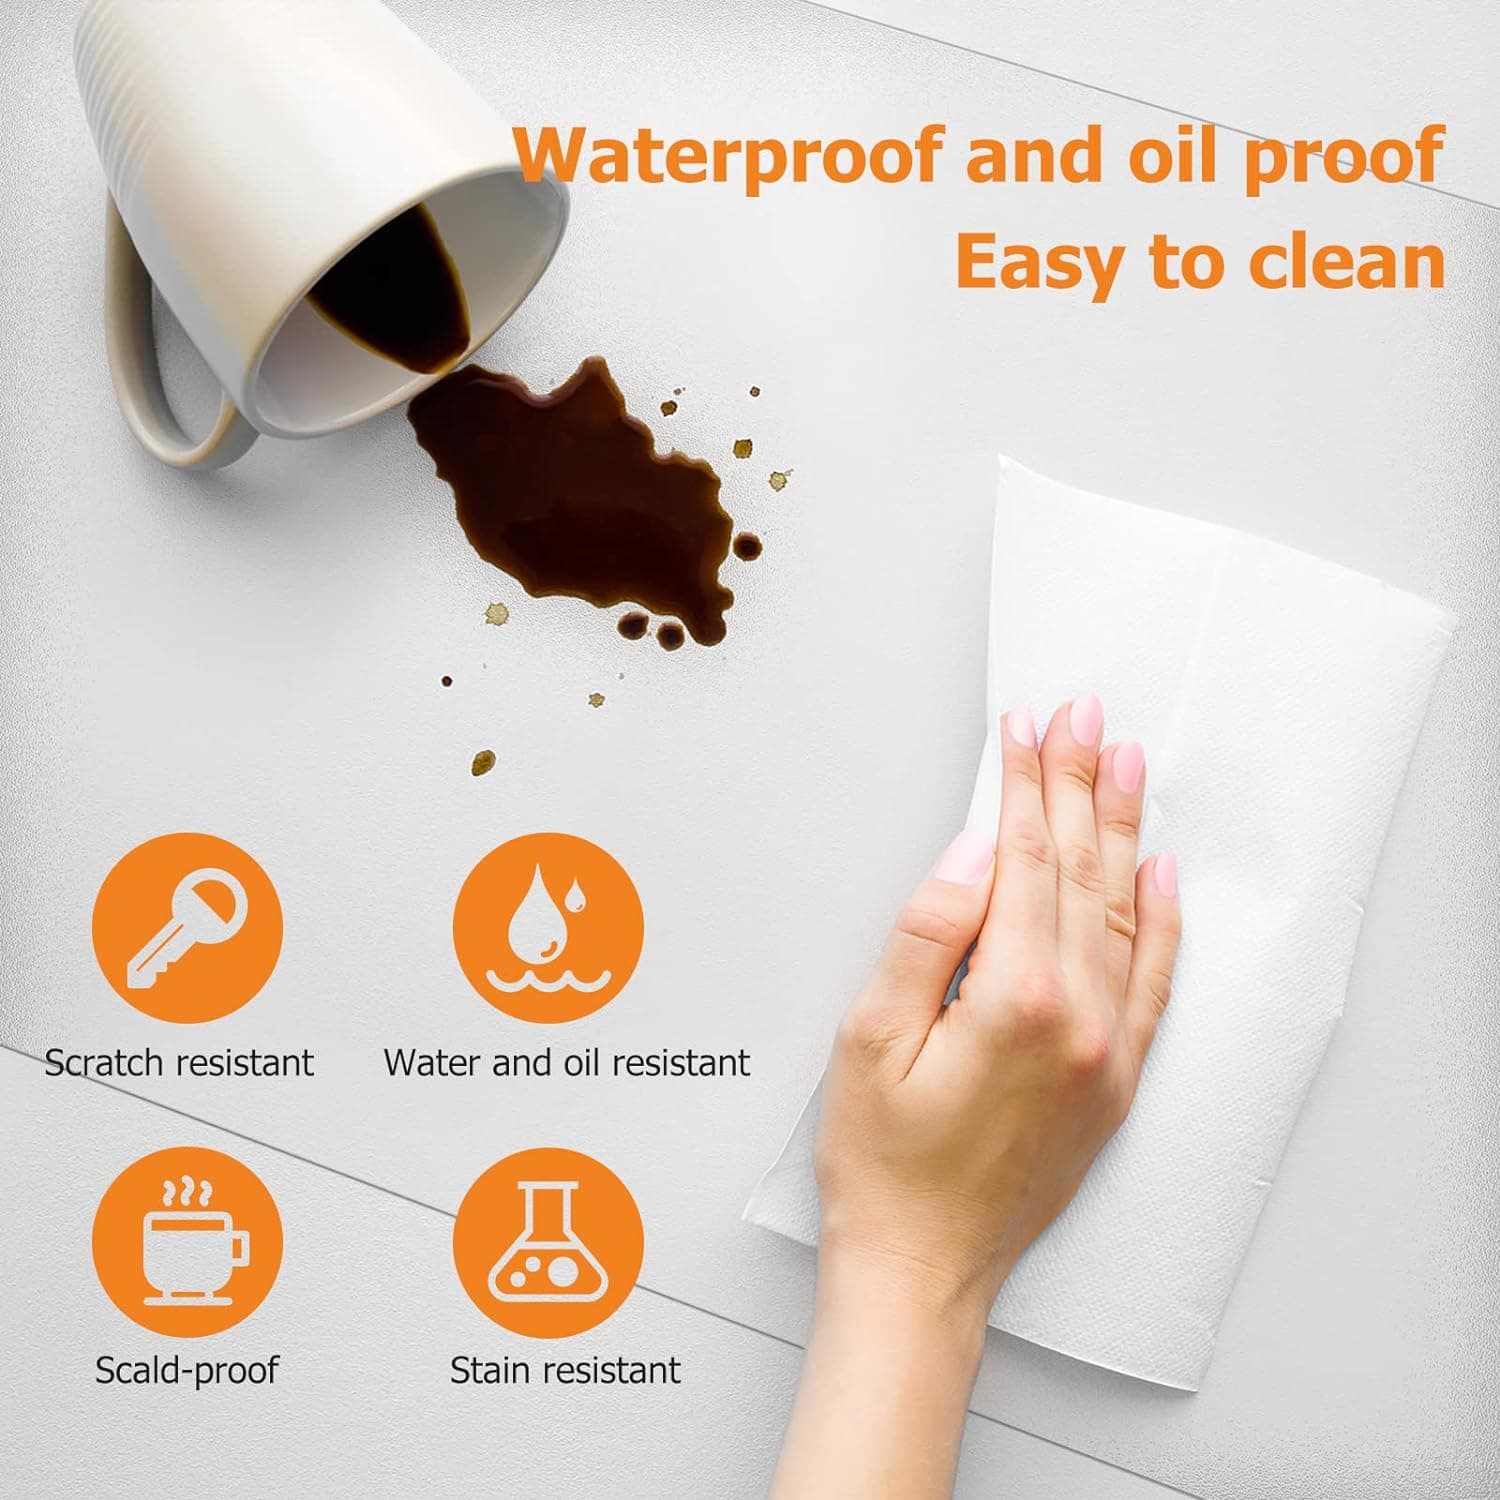 Waterproof and oil proof
Easy to clean
Scratch resistant
Water and oil resistant
Scald-proof
Stain resistant